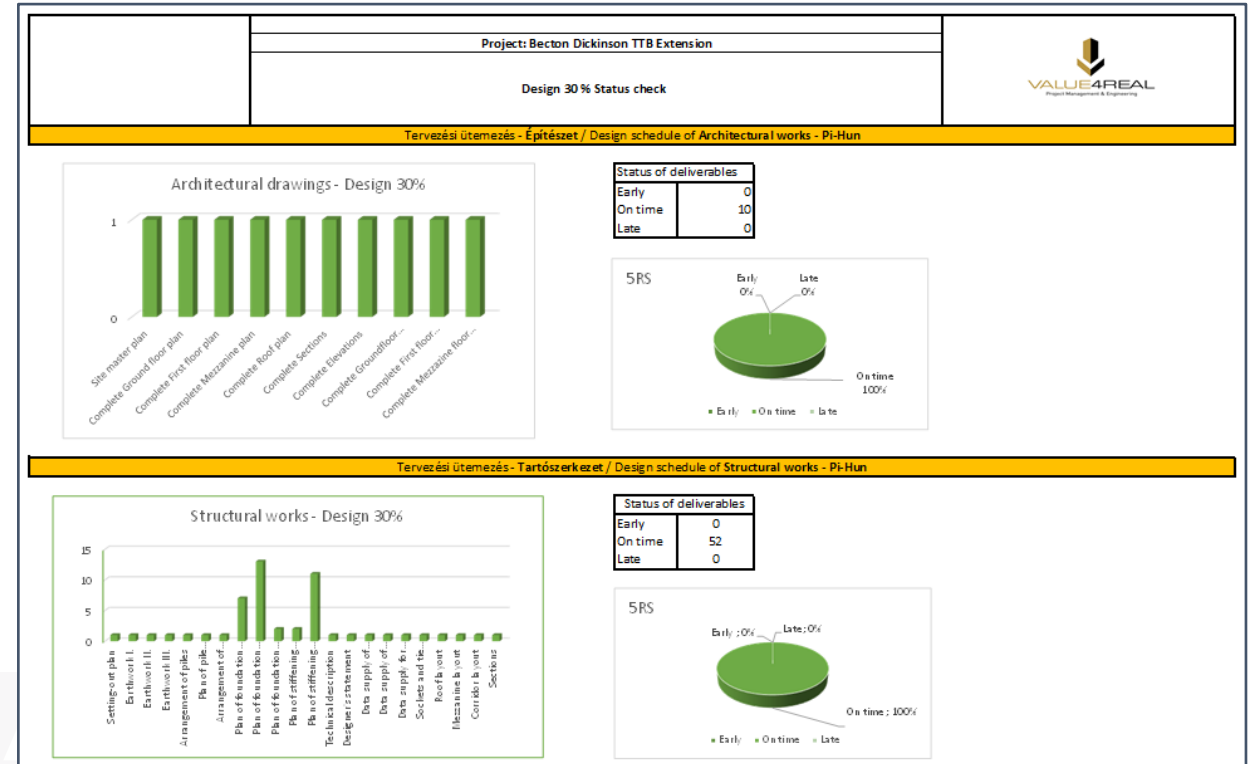 Project: Becton Dickinson TTB Extension
Design 30 % Status check
VALUE4REAL
Project Management & Engineering
Tervezési ütemezés - Építészet / Design schedule of Architectural works - Pi-Hun
Architectural drawings - Design 30%
1
0
Site master plan
Complete Ground floor plan
Complete First floor plan
Complete Mezzanine plan
Complete Roof plan
Complete Sections
Complete Elevations
Complete Groundfloor...
Complete First floor...
Complete Mezzazine floor...
Status of deliverables
Early 0
On time 10
Late 0
5RS
Early 0%
Late 0%
On time 100%
Early On time Late
Tervezési ütemezés - Tartószerkezet / Design schedule of Structural works - Pi-Hun
Structural works - Design 30%
15
10
5
0
Setting-out plan
Earthwork I.
Earthwork II.
Earthwork III.
Arrangement of piles
Plan of pile...
Arrangement of...
Plan of foundation...
Plan of foundation...
Plan of foundation...
Plan of stiffening...
Plan of stiffening...
Technical description
Designers statement
Data supply of...
Data supply of...
Data supply for...
Sockets and tie...
Roof layout
Mezzanine layout
Corridor layout
Sections
Status of deliverables
Early 0
On time 52
Late 0
5RS
Early ; 0%
Late; 0%
On time ; 100%
Early On time Late